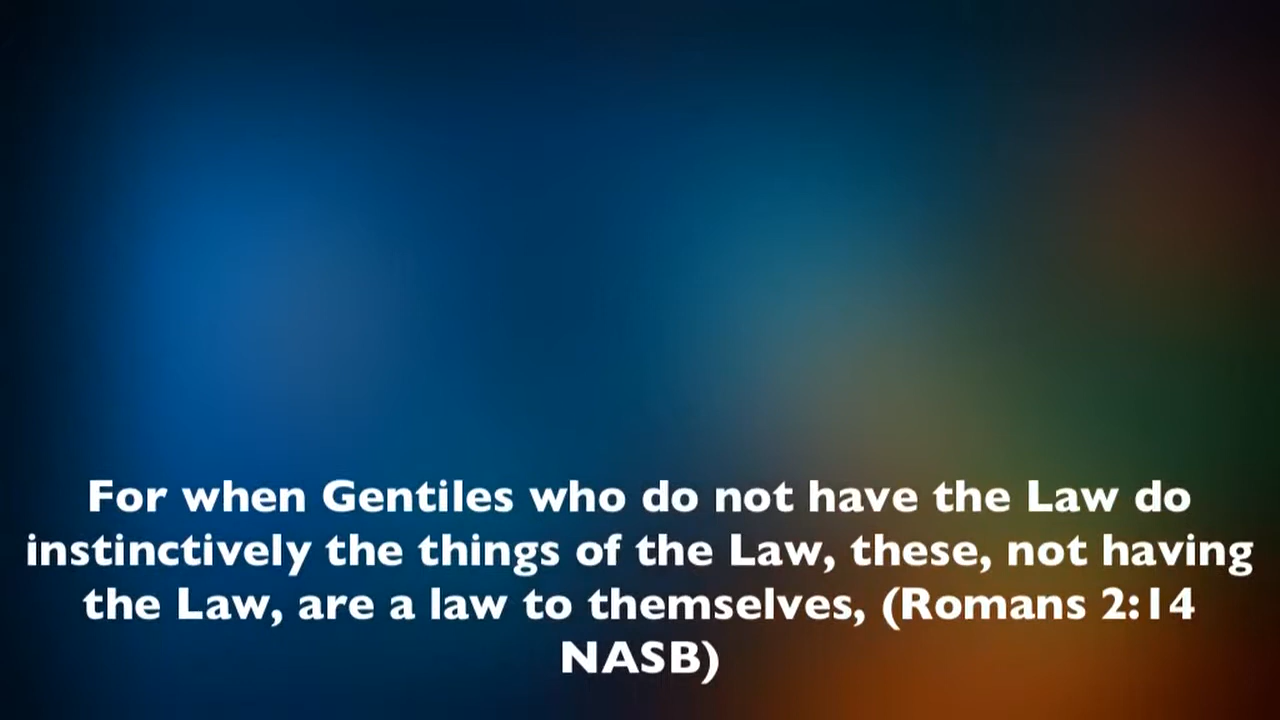 For when Gentiles who do not have the Law do
instinctively the things of the Law, these, not having
the Law, are a law to themselves, (Romans 2:14
NASB)